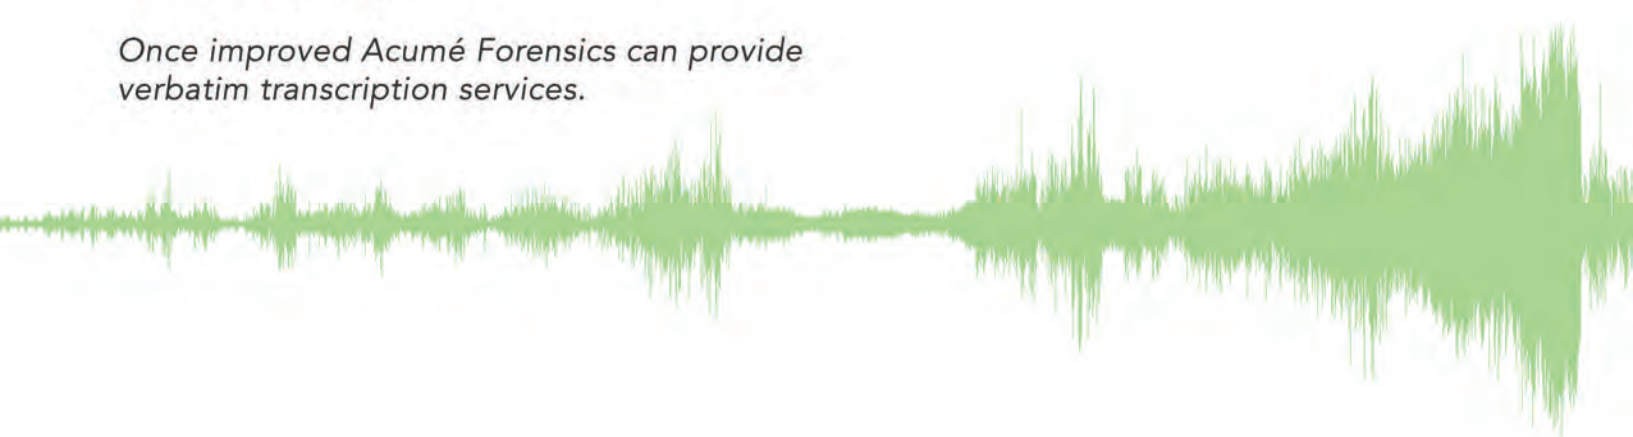 Once improved Acumé Forensics can provide
verbatim transcription services.